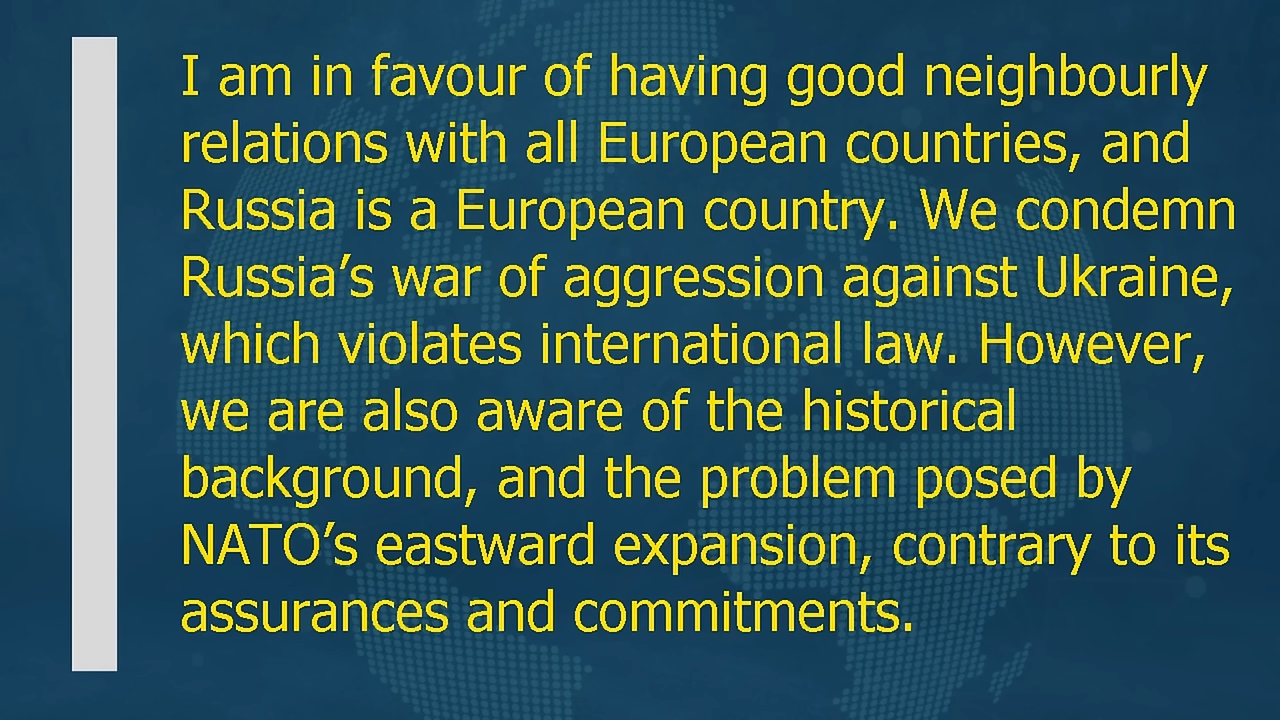 I am in favour of having good neighbourly
relations with all European countries, and
Russia is a European country. We condemn
Russia’s war of aggression against Ukraine,
which violates international law. However,
we are also aware of the historical
background, and the problem posed by
NATO’s eastward expansion, contrary to its
assurances and commitments.